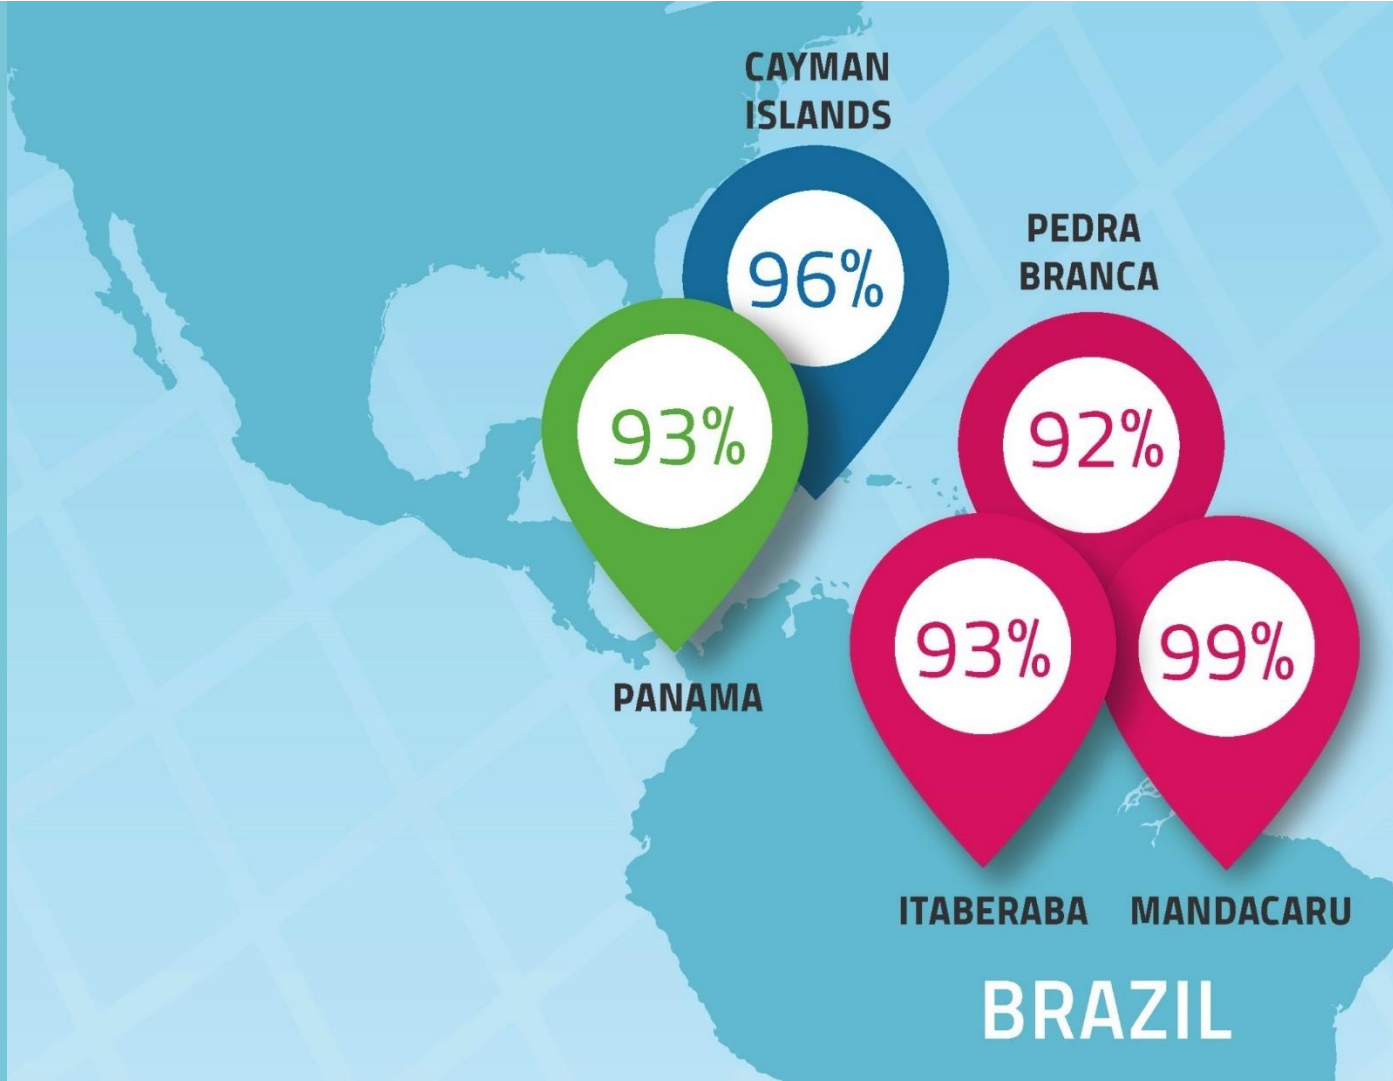 CAYMAN
ISLANDS
96%
PEDRA
BRANCA
92%
93%
PANAMA
93%
99%
ITABERABA
MANDACARU
BRAZIL